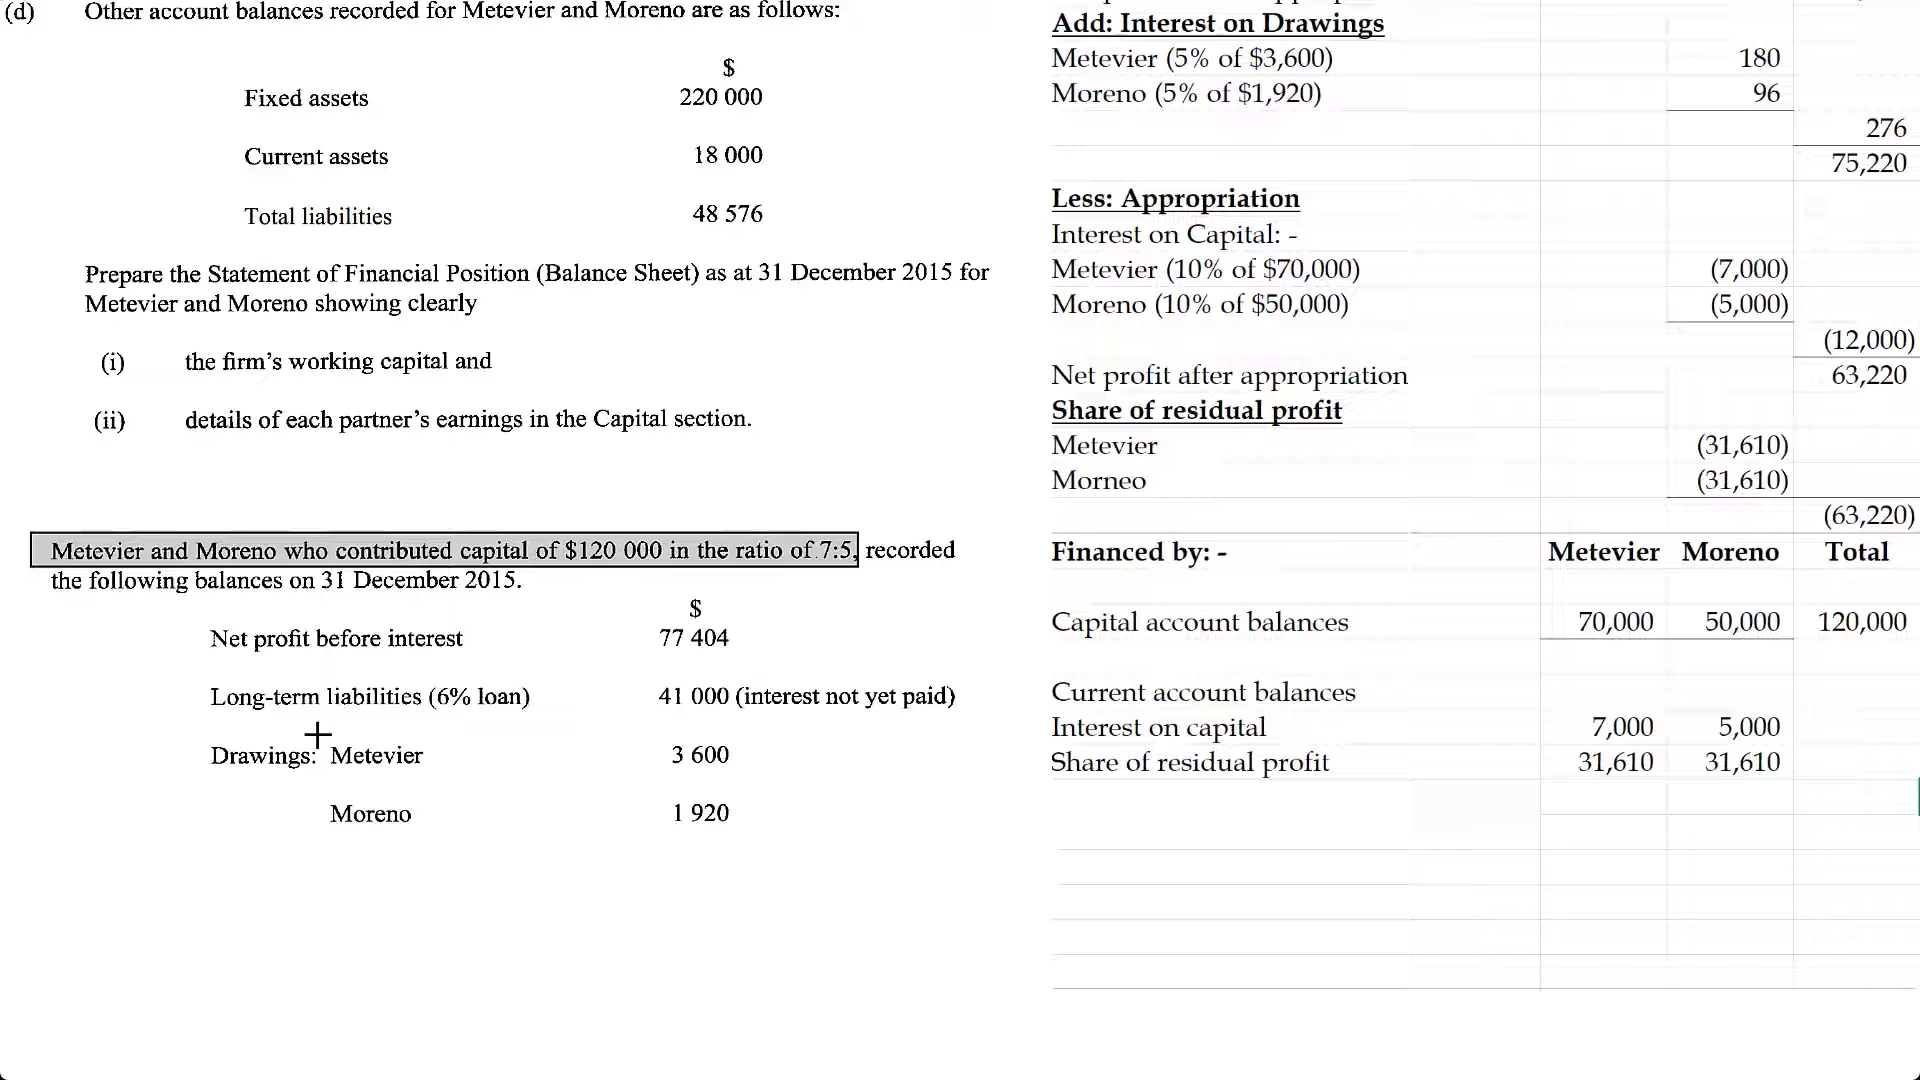 (d) Other account balances recorded for Metevier and Moreno are as follows:
$
Fixed assets 220 000
Current assets 18 000
Total liabilities 48 576
Prepare the Statement of Financial Position (Balance Sheet) as at 31 December 2015 for
Metevier and Moreno showing clearly
(i) the firm's working capital and
(ii) details of each partner's earnings in the Capital section.
Metevier and Moreno who contributed capital of $120 000 in the ratio of 7:5, recorded
the following balances on 31 December 2015.
$
Net profit before interest 77 404
Long-term liabilities (6% loan) 41 000 (interest not yet paid)
Drawings: Metevier 3 600
Moreno 1 920
Add: Interest on Drawings
Metevier (5% of $3,600) 180
Moreno (5% of $1,920) 96
276
75,220
Less: Appropriation
Interest on Capital: -
Metevier (10% of $70,000) (7,000)
Moreno (10% of $50,000) (5,000)
(12,000)
Net profit after appropriation 63,220
Share of residual profit
Metevier (31,610)
Morneo (31,610)
(63,220)
Financed by: - Metevier Moreno Total
Capital account balances 70,000 50,000 120,000
Current account balances
Interest on capital 7,000 5,000
Share of residual profit 31,610 31,610